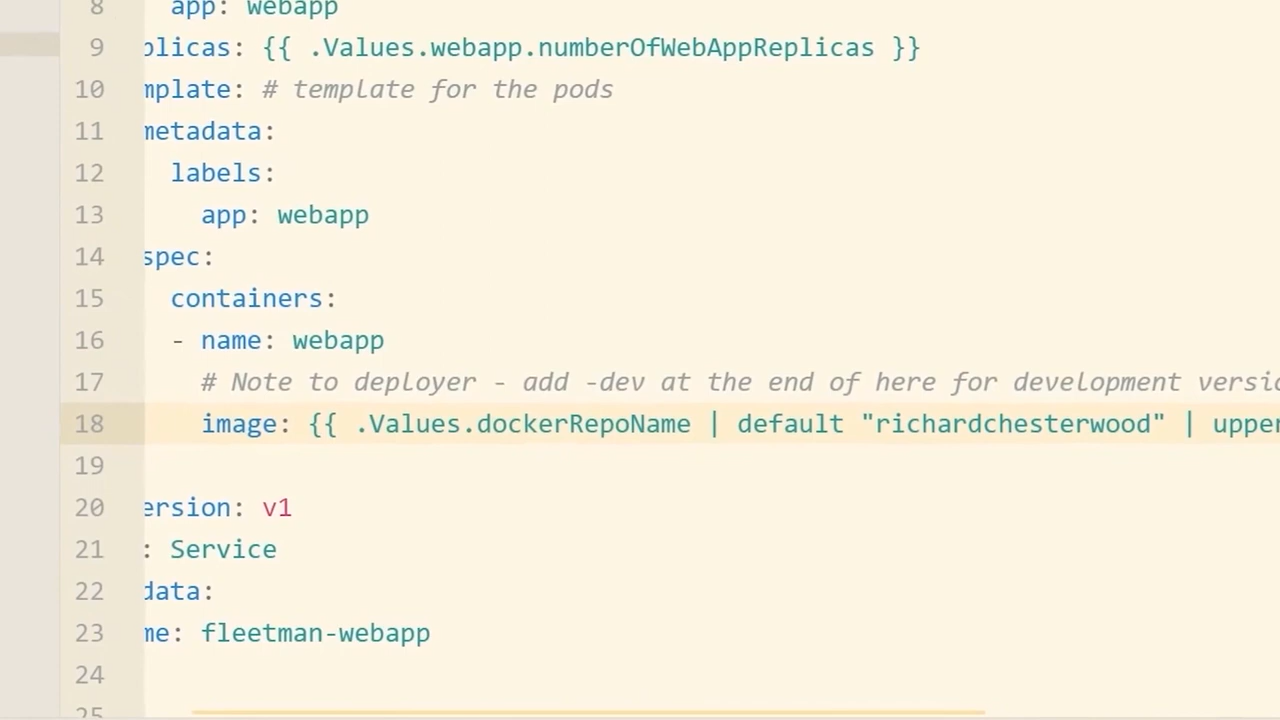 8 app: webapp
9 plicas: {{ .Values.webapp.numberOfWebAppReplicas }}
10 mplate: # template for the pods
11 metadata:
12 labels:
13 app: webapp
14 spec:
15 containers:
16 - name: webapp
17 # Note to deployer - add -dev at the end of here for development versio
18 image: {{ .Values.dockerRepoName | default "richardchesterwood" | upper
19
20 ersion: v1
21 : Service
22 data:
23 me: fleetman-webapp
24
25